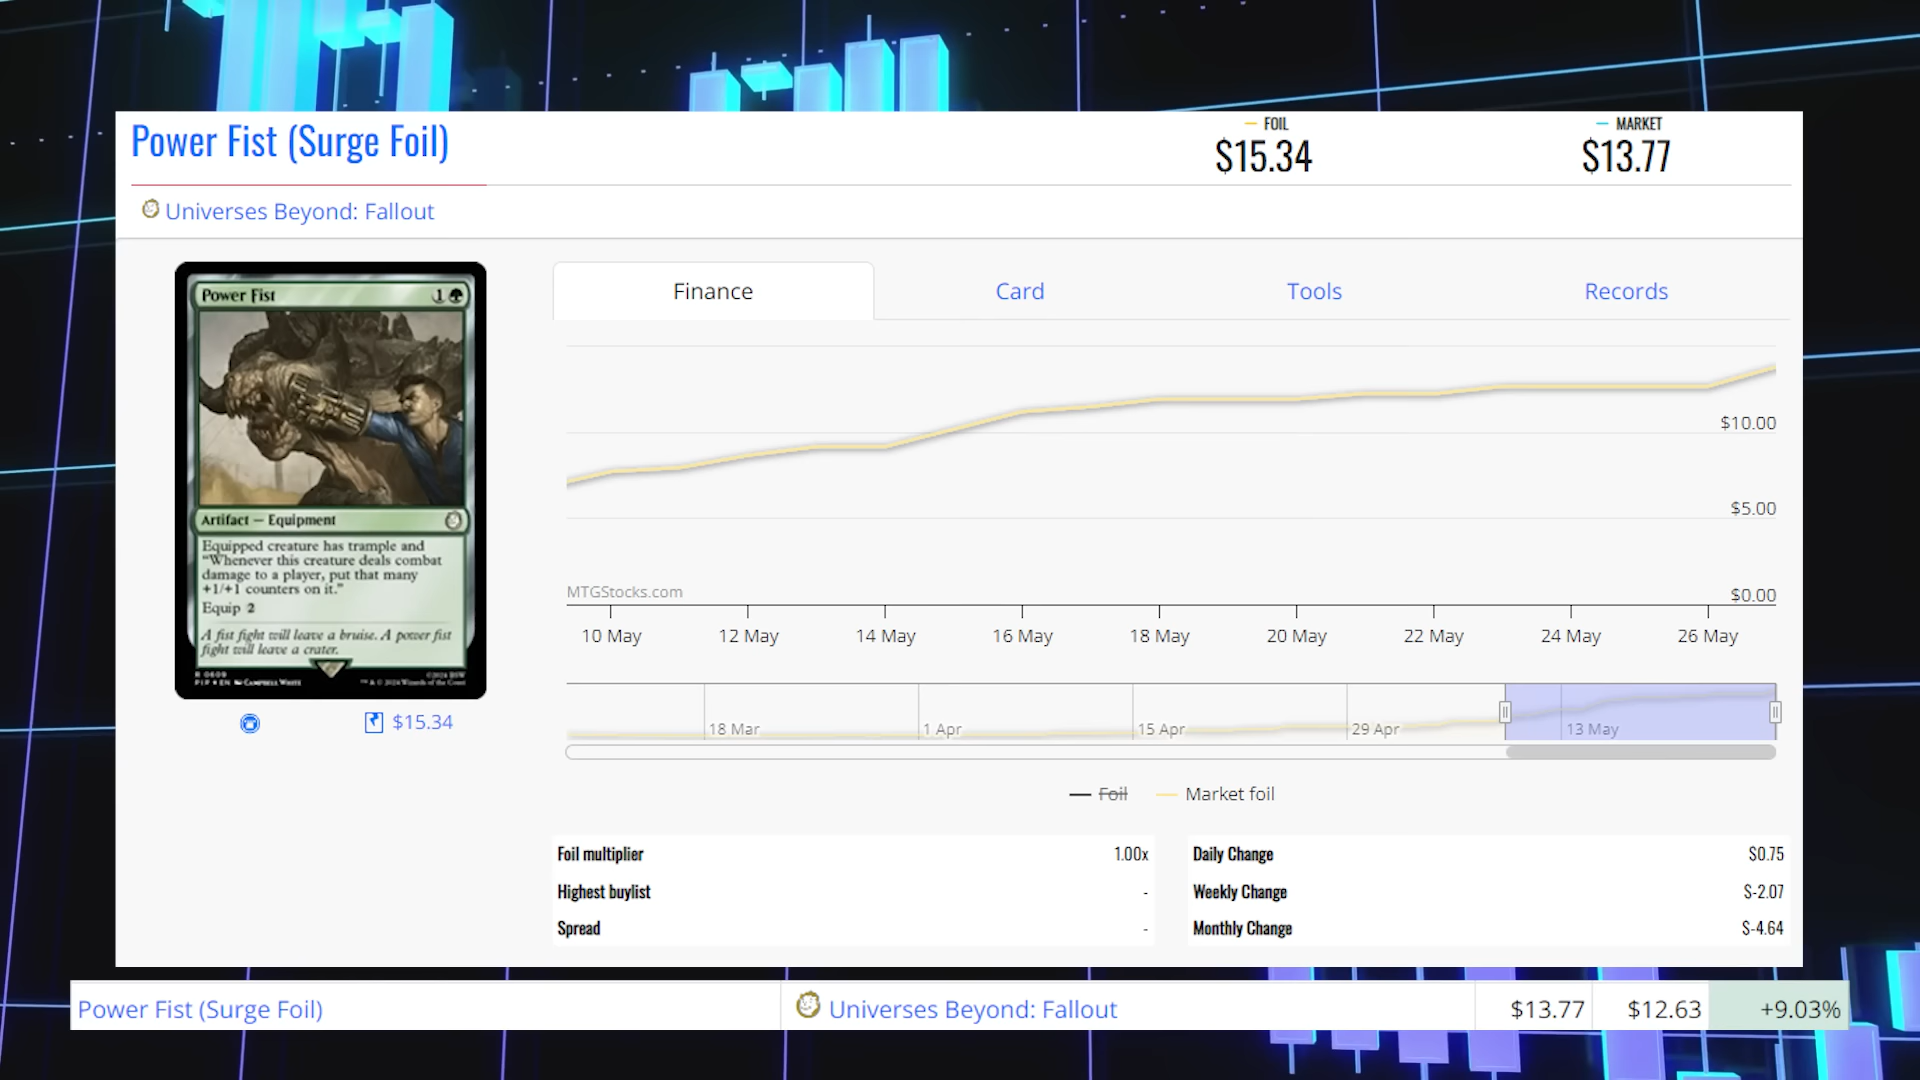 Power Fist (Surge Foil)
FOIL
$15.34
MARKET
$13.77
Universes Beyond: Fallout
Power Fist 1
Artifact — Equipment
Equipped creature has trample and
"Whenever this creature deals combat
damage to a player, put that many
+1/+1 counters on it."
Equip 2
A fist fight will leave a bruise. A power fist
fight will leave a crater.
R 0609
PIP EN Campbell White
$15.34
Finance
Card
Tools
Records
$10.00
$5.00
$0.00
MTGStocks.com
10 May
12 May
14 May
16 May
18 May
20 May
22 May
24 May
26 May
18 Mar
1 Apr
15 Apr
29 Apr
13 May
Foil
Market foil
Foil multiplier 1.00x
Highest buylist -
Spread -
Daily Change $0.75
Weekly Change $-2.07
Monthly Change $-4.64
Power Fist (Surge Foil) Universes Beyond: Fallout $13.77 $12.63 +9.03%